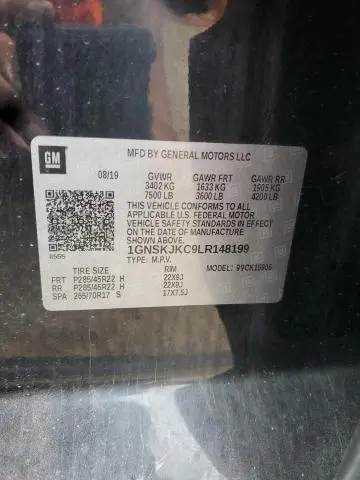 GM
MFD BY GENERAL MOTORS LLC
08/19 GVWR GAWR FRT GAWR RR
3402 KG 1633 KG 1905 KG
7500 LB 3600 LB 4200 LB
THIS VEHICLE CONFORMS TO ALL
APPLICABLE U.S. FEDERAL MOTOR
VEHICLE SAFETY STANDARDS IN EFFECT
ON THE DATE OF MANUFACTURE SHOWN ABOVE.
1GNSKJKC9LR148199
TYPE: M.P.V.
TIRE SIZE RIM MODEL:
FRT P285/45R22 H 22X9J
RR P285/45R22 H 22X9J
SPA 265/70R17 S 17X7.5J